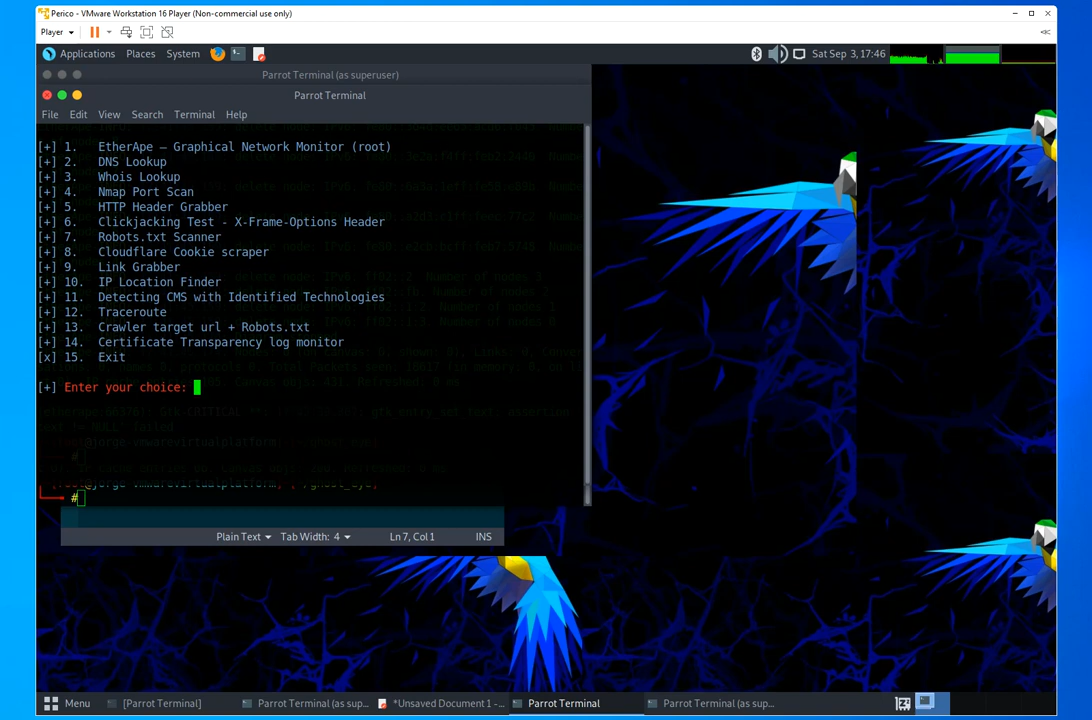 Perico - VMware Workstation 16 Player (Non-commercial use only)
Player
Applications Places System Sat Sep 3, 17:46
Parrot Terminal (as superuser)
Parrot Terminal
File Edit View Search Terminal Help
[+] 1. EtherApe – Graphical Network Monitor (root)
[+] 2. DNS Lookup
[+] 3. Whois Lookup
[+] 4. Nmap Port Scan
[+] 5. HTTP Header Grabber
[+] 6. Clickjacking Test - X-Frame-Options Header
[+] 7. Robots.txt Scanner
[+] 8. Cloudflare Cookie scraper
[+] 9. Link Grabber
[+] 10. IP Location Finder
[+] 11. Detecting CMS with Identified Technologies
[+] 12. Traceroute
[+] 13. Crawler target url + Robots.txt
[+] 14. Certificate Transparency log monitor
[x] 15. Exit
[+] Enter your choice:
#
Plain Text Tab Width: 4 Ln 7, Col 1 INS
Menu [Parrot Terminal] Parrot Terminal (as sup... *Unsaved Document 1 -... Parrot Terminal Parrot Terminal (as sup...